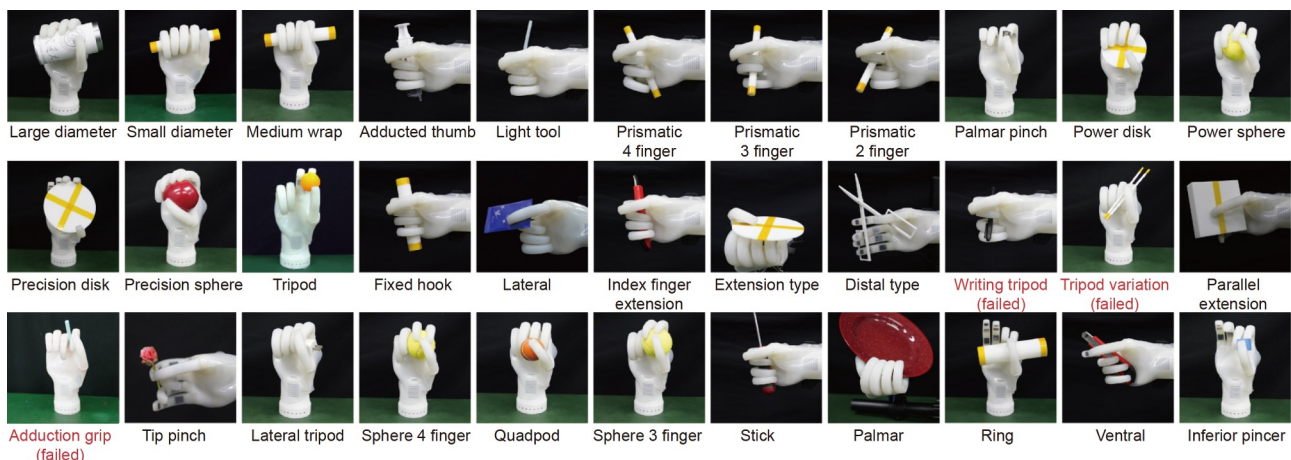 Large diameter
Small diameter
Medium wrap
Adducted thumb
Light tool
Prismatic
4 finger
Prismatic
3 finger
Prismatic
2 finger
Palmar pinch
Power disk
Power sphere
Precision disk
Precision sphere
Tripod
Fixed hook
Lateral
Index finger
extension
Extension type
Distal type
Writing tripod
(failed)
Tripod variation
(failed)
Parallel
extension
Adduction grip
(failed)
Tip pinch
Lateral tripod
Sphere 4 finger
Quadpod
Sphere 3 finger
Stick
Palmar
Ring
Ventral
Inferior pincer